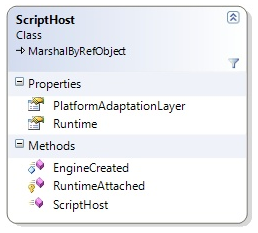 ScriptHost
Class
MarshalByRefObject
Properties
PlatformAdaptationLayer
Runtime
Methods
EngineCreated
RuntimeAttached
ScriptHost